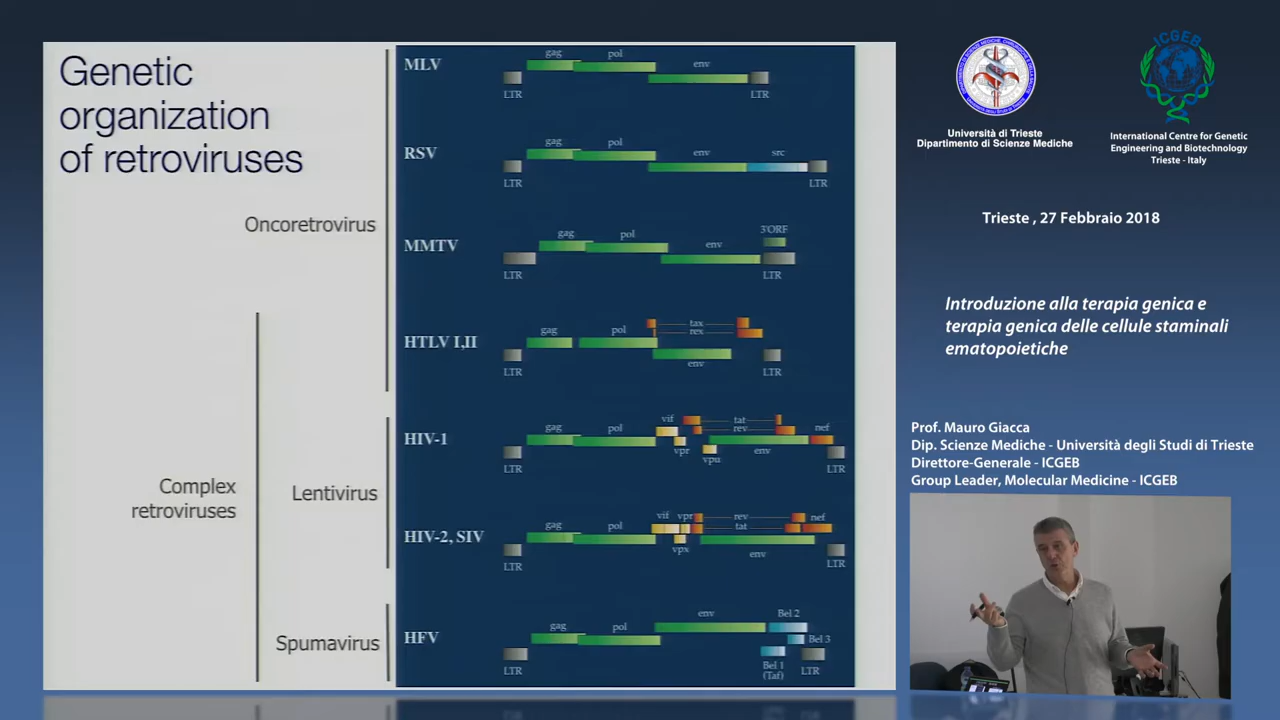 Genetic
organization
of retroviruses
Oncoretrovirus
Complex
retroviruses
Lentivirus
Spumavirus
MLV
gag
pol
env
LTR
LTR
RSV
gag
pol
env
src
LTR
LTR
MMTV
gag
pol
env
3'ORF
LTR
LTR
HTLV I,II
gag
pol
tax
rex
env
LTR
LTR
HIV-1
gag
pol
vif
tat
rev
nef
vpr
vpu
env
LTR
LTR
HIV-2, SIV
gag
pol
vif
vpr
rev
tat
nef
vpx
env
LTR
LTR
HFV
gag
pol
env
Bel 2
Bel 3
Bel 1
(Taf)
LTR
LTR
ICGEB
Università di Trieste
Dipartimento di Scienze Mediche
International Centre for Genetic
Engineering and Biotechnology
Trieste - Italy
Trieste , 27 Febbraio 2018
Introduzione alla terapia genica e
terapia genica delle cellule staminali
ematopoietiche
Prof. Mauro Giacca
Dip. Scienze Mediche - Università degli Studi di Trieste
Direttore-Generale - ICGEB
Group Leader, Molecular Medicine - ICGEB